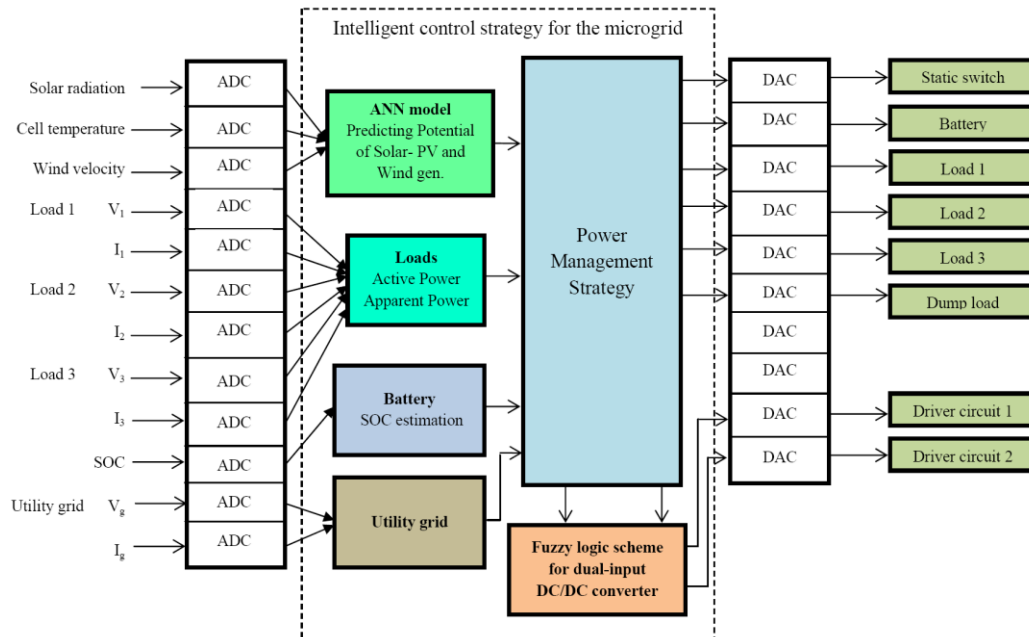 Intelligent control strategy for the microgrid
Solar radiation
Cell temperature
Wind velocity
Load 1 V1
I1
Load 2 V2
I2
Load 3 V3
I3
SOC
Utility grid Vg
Ig
ADC
ADC
ADC
ADC
ADC
ADC
ADC
ADC
ADC
ADC
ADC
ADC
ANN model
Predicting Potential
of Solar- PV and
Wind gen.
Loads
Active Power
Apparent Power
Battery
SOC estimation
Utility grid
Power
Management
Strategy
Fuzzy logic scheme
for dual-input
DC/DC converter
DAC
DAC
DAC
DAC
DAC
DAC
DAC
DAC
DAC
DAC
Static switch
Battery
Load 1
Load 2
Load 3
Dump load
Driver circuit 1
Driver circuit 2